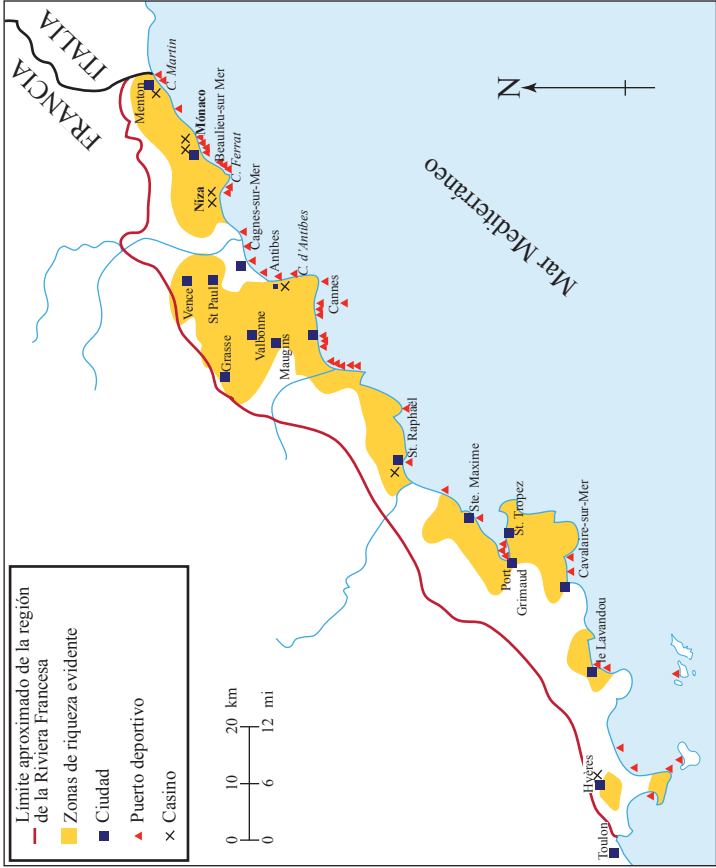 Límite aproximado de la región
de la Riviera Francesa
Zonas de riqueza evidente
Ciudad
Puerto deportivo
Casino
0 10 20 km
0 6 12 mi
FRANCIA
ITALIA
N
Mar Mediterráneo
Menton
C. Martin
Mónaco
Beaulieu-sur Mer
C. Ferrat
Niza
Cagnes-sur-Mer
Antibes
C. d'Antibes
Vence
St Paul
Grasse
Valbonne
Maugins
Cannes
St. Raphaël
Ste. Maxime
St. Tropez
Port
Grimaud
Cavalaire-sur-Mer
le Lavandou
Hyères
Toulon